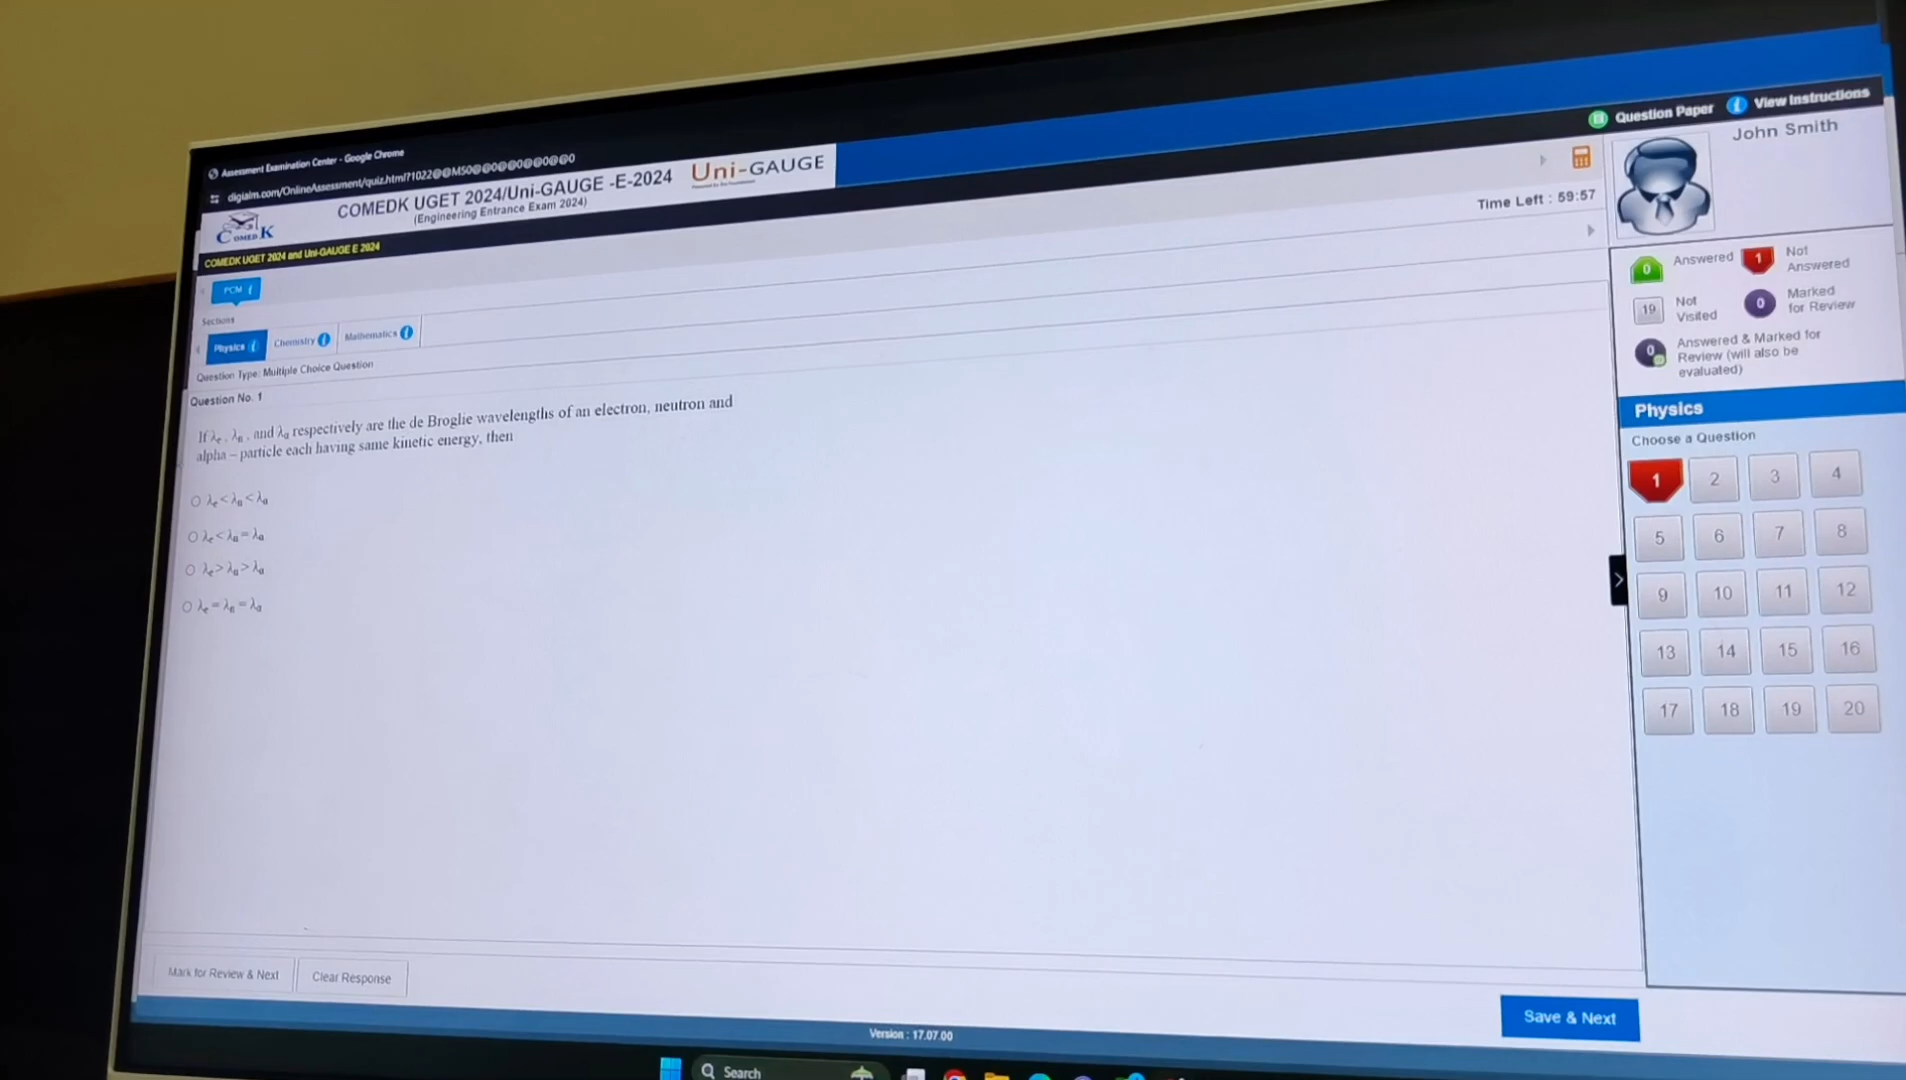 Assessment Examination Center - Google Chrome
digialm.com/OnlineAssessment/quiz.html?1022@@M50@@0@@0@@0@@0
COMEDK
COMEDK UGET 2024/Uni-GAUGE -E-2024
(Engineering Entrance Exam 2024)
Uni-GAUGE
Question Paper
View Instructions
COMEDK UGET 2024 and Uni-GAUGE E 2024
John Smith
PCM i
Time Left : 59:57
Sections
Physics i
Chemistry i
Mathematics i
Question Type: Multiple Choice Question
Question No. 1
If λe , λn , and λα respectively are the de Broglie wavelengths of an electron, neutron and
alpha – particle each having same kinetic energy, then
λe < λn < λα
λe < λn = λα
λe > λn > λα
λe = λn = λα
0 Answered
1 Not Answered
19 Not Visited
0 Marked for Review
0 Answered & Marked for
Review (will also be
evaluated)
Physics
Choose a Question
1 2 3 4
5 6 7 8
9 10 11 12
13 14 15 16
17 18 19 20
Mark for Review & Next
Clear Response
Save & Next
Version : 17.07.00
Search